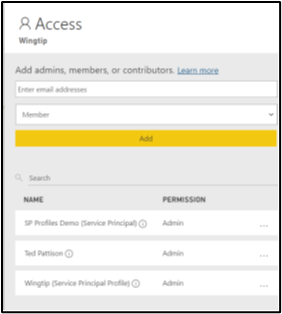 Access
Wingtip
Add admins, members, or contributors. Learn more
Enter email addresses
Member
Add
Search
NAME PERMISSION
SP Profiles Demo (Service Principal) Admin ...
Ted Pattison Admin ...
Wingtip (Service Principal Profile) Admin ...